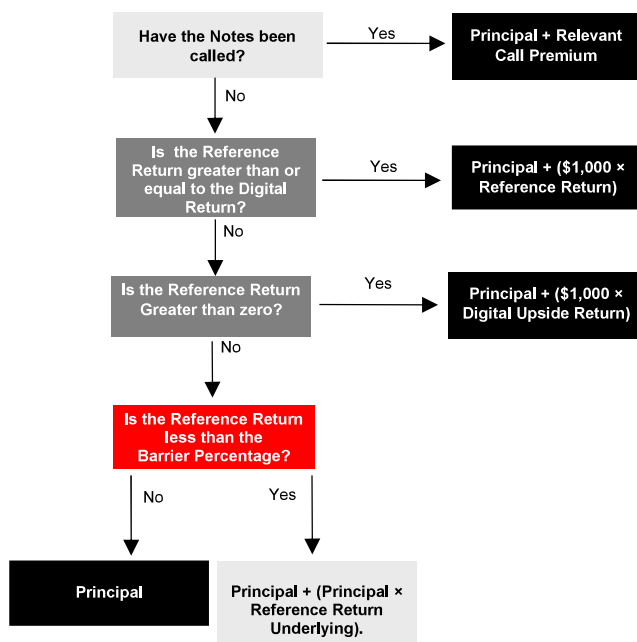 Have the Notes been
called?
Yes
Principal + Relevant
Call Premium
No
Is the Reference
Return greater than or
equal to the Digital
Return?
Yes
Principal + ($1,000 ×
Reference Return)
No
Is the Reference Return
Greater than zero?
Yes
Principal + ($1,000 ×
Digital Upside Return)
No
Is the Reference Return
less than the
Barrier Percentage?
No
Yes
Principal
Principal + (Principal ×
Reference Return
Underlying).